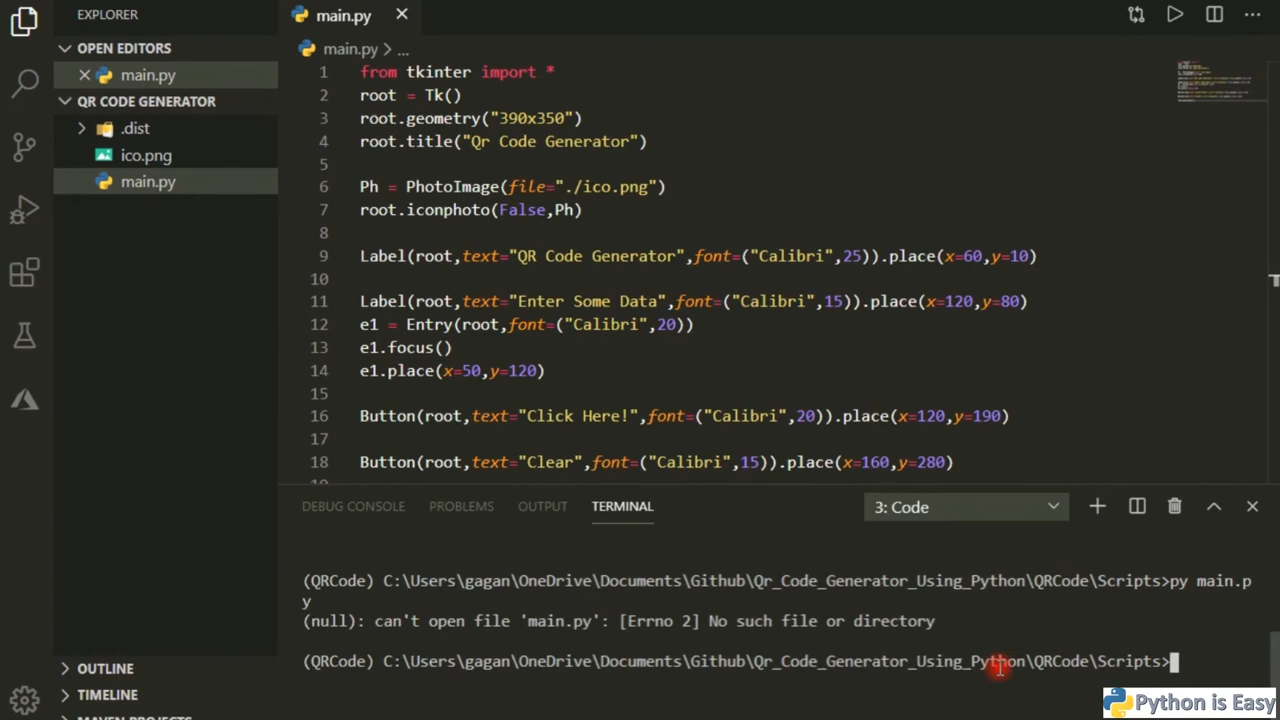 EXPLORER
OPEN EDITORS
main.py
QR CODE GENERATOR
.dist
ico.png
main.py
OUTLINE
TIMELINE
main.py
main.py > ...
1 from tkinter import *
2 root = Tk()
3 root.geometry("390x350")
4 root.title("Qr Code Generator")
5
6 Ph = PhotoImage(file="./ico.png")
7 root.iconphoto(False,Ph)
8
9 Label(root,text="QR Code Generator",font=("Calibri",25)).place(x=60,y=10)
10
11 Label(root,text="Enter Some Data",font=("Calibri",15)).place(x=120,y=80)
12 e1 = Entry(root,font=("Calibri",20))
13 e1.focus()
14 e1.place(x=50,y=120)
15
16 Button(root,text="Click Here!",font=("Calibri",20)).place(x=120,y=190)
17
18 Button(root,text="Clear",font=("Calibri",15)).place(x=160,y=280)
DEBUG CONSOLE PROBLEMS OUTPUT TERMINAL 3: Code
(QRCode) C:\Users\gagan\OneDrive\Documents\Github\Qr_Code_Generator_Using_Python\QRCode\Scripts>py main.p
y
(null): can't open file 'main.py': [Errno 2] No such file or directory
(QRCode) C:\Users\gagan\OneDrive\Documents\Github\Qr_Code_Generator_Using_Python\QRCode\Scripts>
Python is Easy